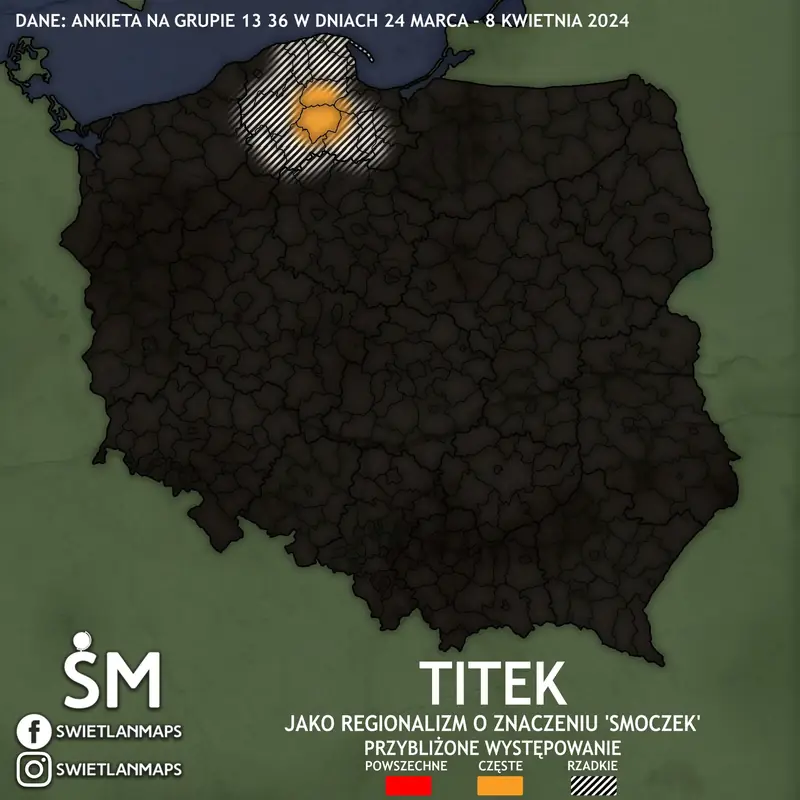 DANE: ANKIETA NA GRUPIE 13 36 W DNIACH 24 MARCA - 8 KWIETNIA 2024
ŚM
SWIETLANMAPS
SWIETLANMAPS
TITEK
JAKO REGIONALIZM O ZNACZENIU 'SMOCZEK'
PRZYBLIŻONE WYSTĘPOWANIE
POWSZECHNE CZĘSTE RZADKIE